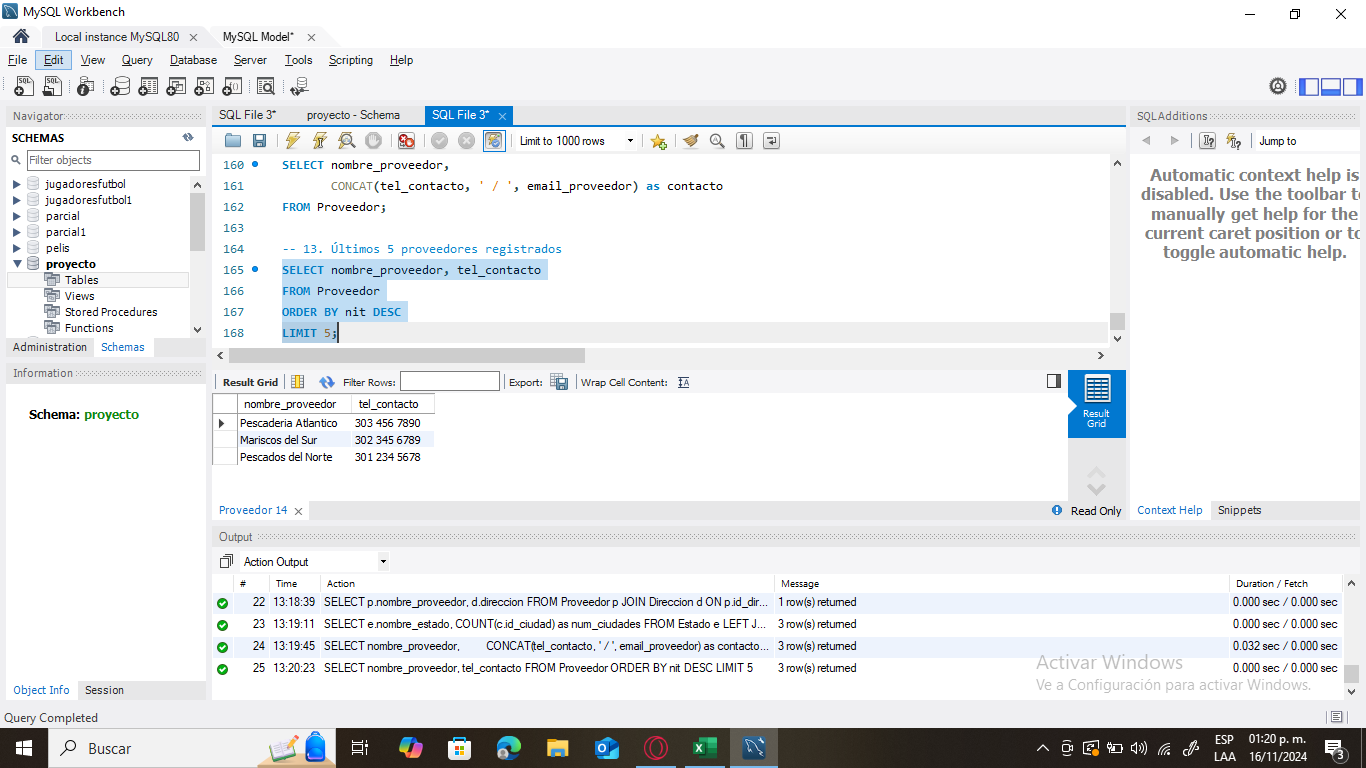 MySQL Workbench
Local instance MySQL80
MySQL Model*
File Edit View Query Database Server Tools Scripting Help
Navigator
SCHEMAS
Filter objects
jugadoresfutbol
jugadoresfutbol1
parcial
parcial1
pelis
proyecto
Tables
Views
Stored Procedures
Functions
Administration Schemas
Information
Schema: proyecto
Object Info Session
SQL File 3* proyecto - Schema SQL File 3*
Limit to 1000 rows
160 SELECT nombre_proveedor,
161 CONCAT(tel_contacto, ' / ', email_proveedor) as contacto
162 FROM Proveedor;
163
164 -- 13. Últimos 5 proveedores registrados
165 SELECT nombre_proveedor, tel_contacto
166 FROM Proveedor
167 ORDER BY nit DESC
168 LIMIT 5;
Result Grid Filter Rows: Export: Wrap Cell Content:
nombre_proveedor tel_contacto
Pescaderia Atlantico 303 456 7890
Mariscos del Sur 302 345 6789
Pescados del Norte 301 234 5678
Result
Grid
Proveedor 14
Read Only
SQLAdditions
Jump to
Automatic context help is
disabled. Use the toolbar to
manually get help for the
current caret position or to
toggle automatic help.
Context Help Snippets
Output
Action Output
# Time Action Message Duration / Fetch
22 13:18:39 SELECT p.nombre_proveedor, d.direccion FROM Proveedor p JOIN Direccion d ON p.id_dir... 1 row(s) returned 0.000 sec / 0.000 sec
23 13:19:11 SELECT e.nombre_estado, COUNT(c.id_ciudad) as num_ciudades FROM Estado e LEFT J... 3 row(s) returned 0.000 sec / 0.000 sec
24 13:19:45 SELECT nombre_proveedor, CONCAT(tel_contacto, ' / ', email_proveedor) as contacto... 3 row(s) returned 0.032 sec / 0.000 sec
25 13:20:23 SELECT nombre_proveedor, tel_contacto FROM Proveedor ORDER BY nit DESC LIMIT 5 3 row(s) returned 0.000 sec / 0.000 sec
Activar Windows
Ve a Configuración para activar Windows.
Query Completed
Buscar
ESP
LAA
01:20 p. m.
16/11/2024
3